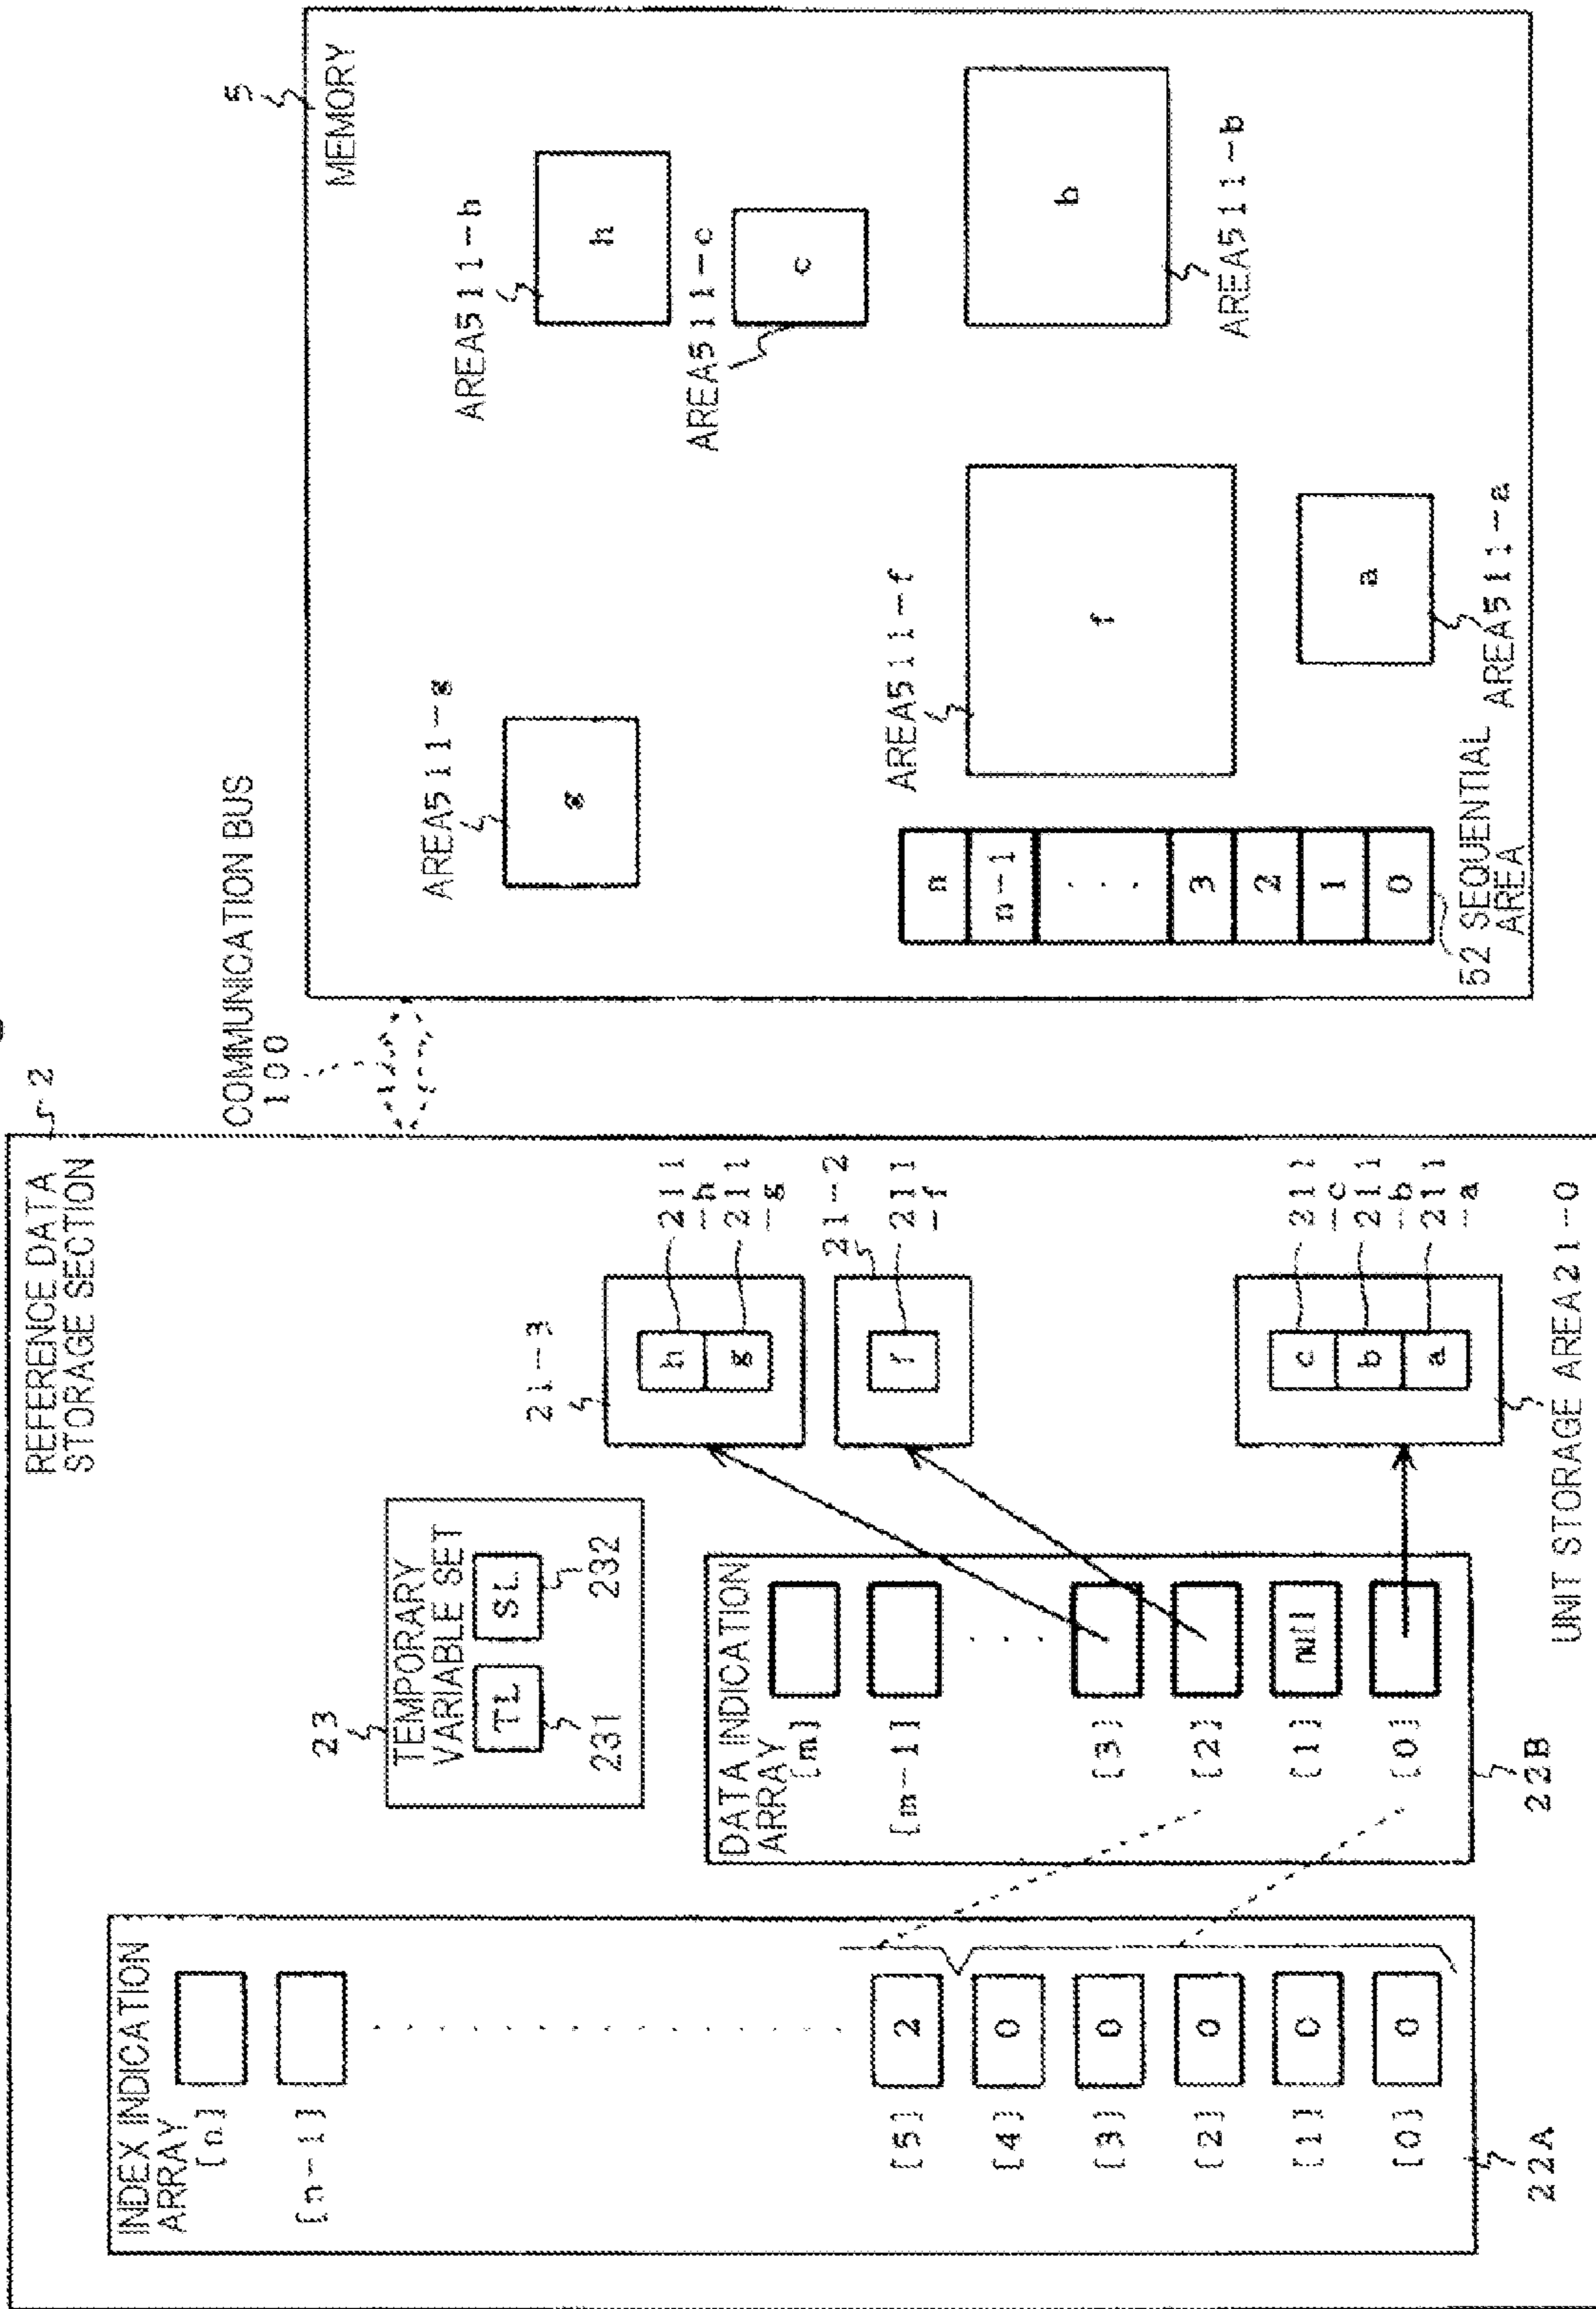 REFERENCE DATA
STORAGE SECTION
2
INDEX INDICATION
ARRAY
[n]
[n-1]
[5] 2
[4] 0
[3] 0
[2] 0
[1] 0
[0] 0
22A
23
TEMPORARY
VARIABLE SET
TL SL
231 232
DATA INDICATION
ARRAY
[m]
[m-1]
[3]
[2]
[1] null
[0]
22B
21-3
h
g
211
-h
211
-g
21-2
f
211
-f
c
b
a
211
-c
211
-b
211
-a
UNIT STORAGE AREA21-0
COMMUNICATION BUS
100
5
MEMORY
AREA511-g
g
AREA511-h
h
AREA511-c
c
AREA511-f
f
b
AREA511-b
a
AREA511-a
n
n-1
...
3
2
1
0
52 SEQUENTIAL
AREA